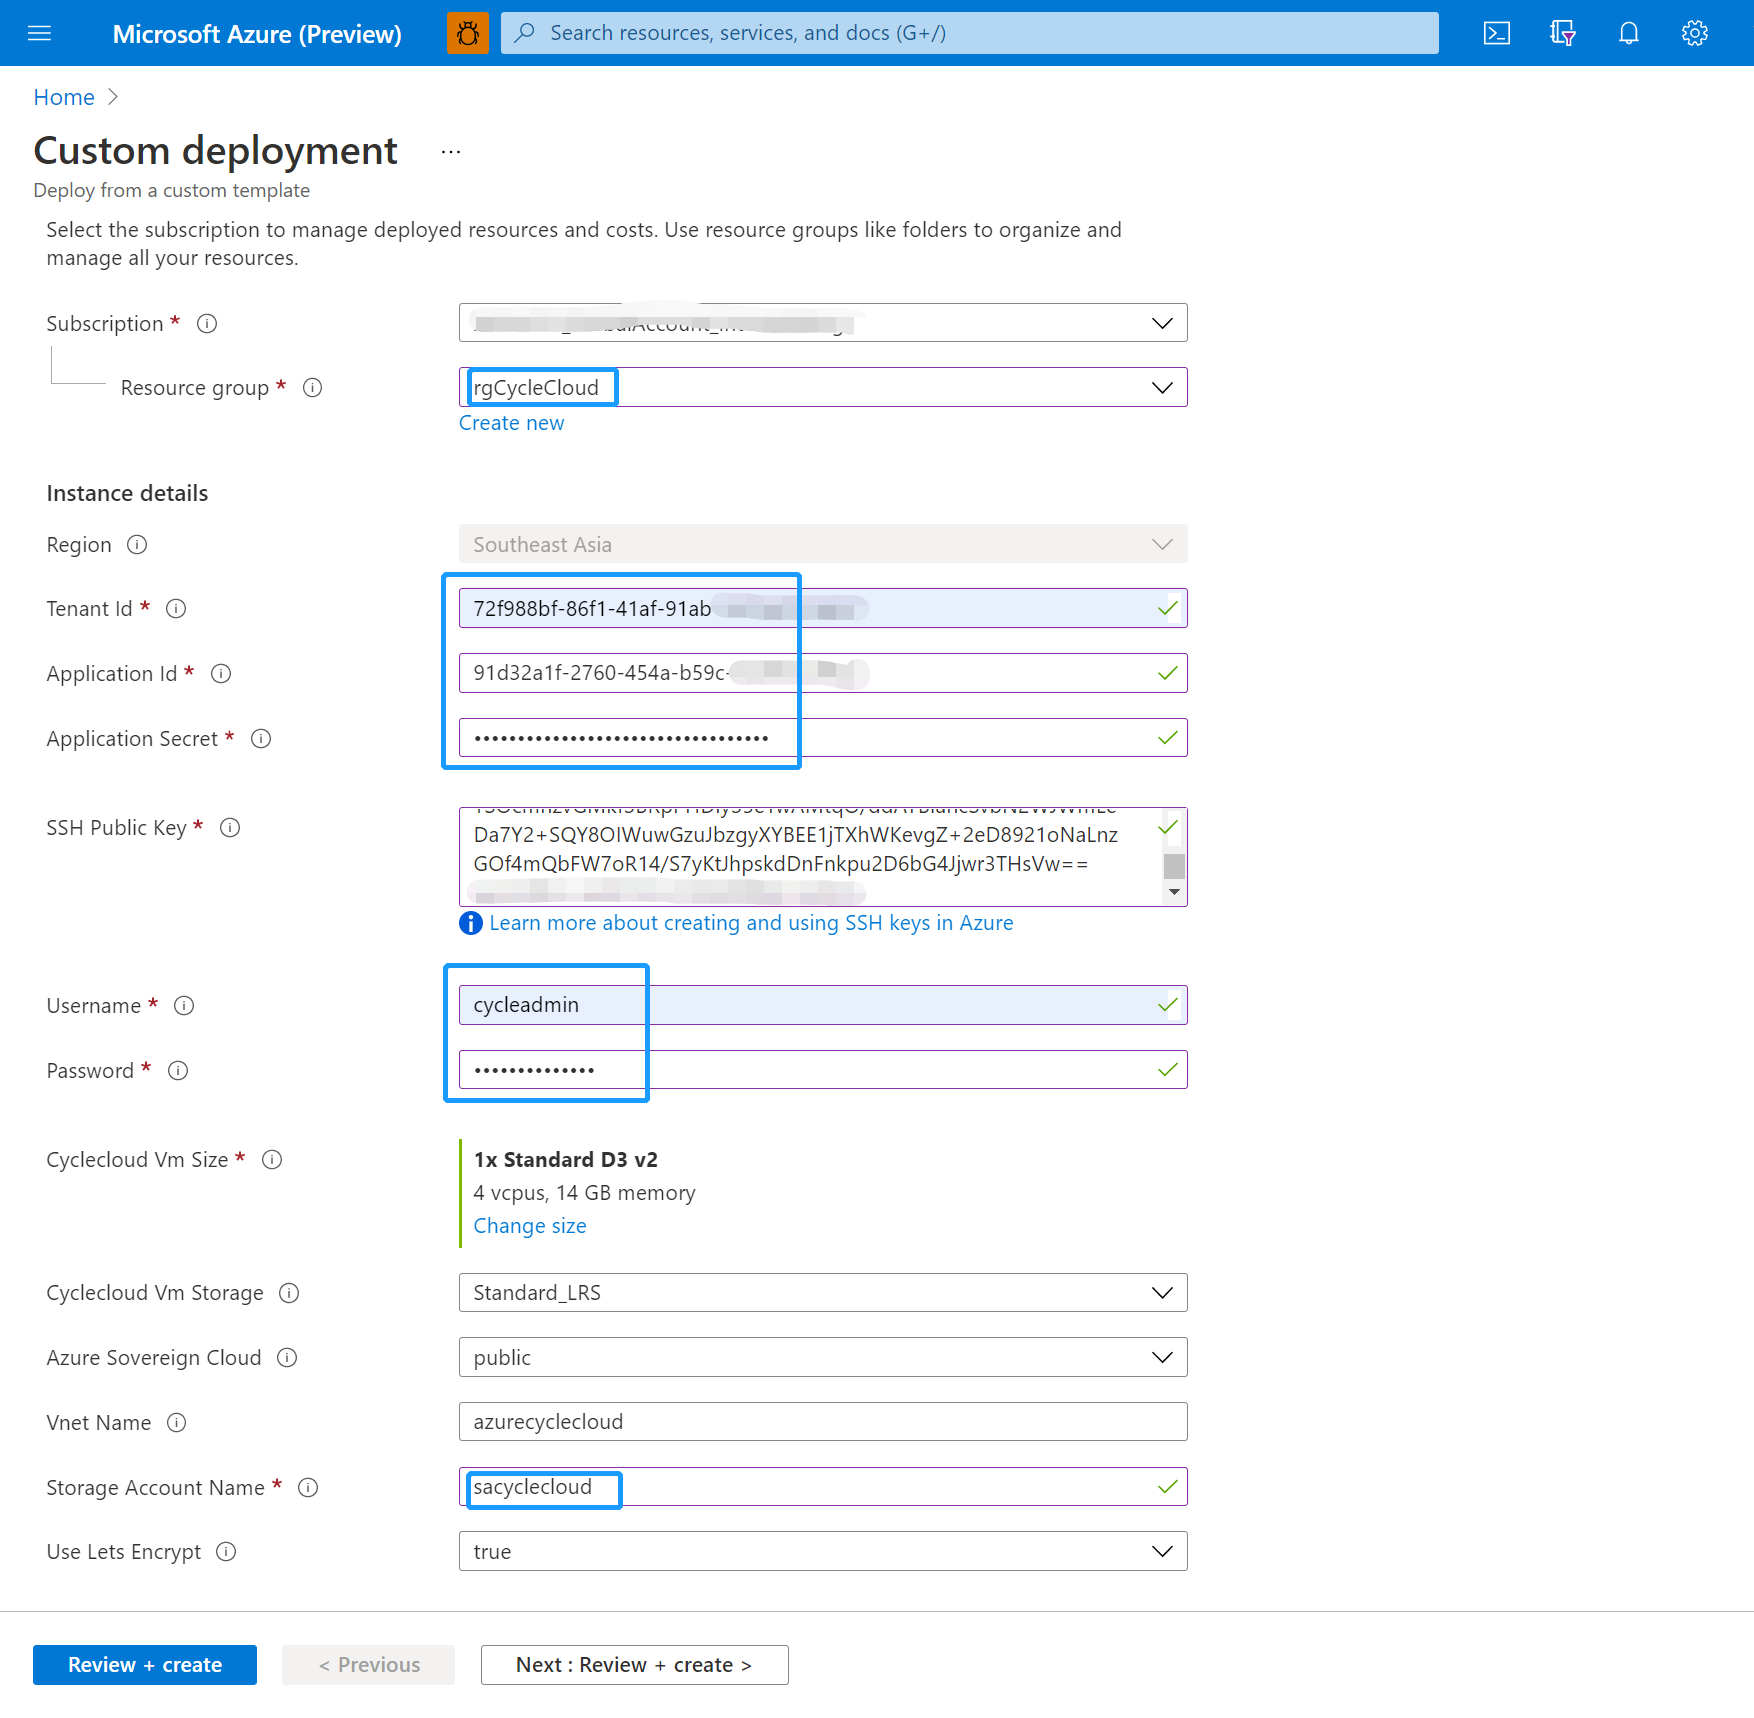 Microsoft Azure (Preview)
Search resources, services, and docs (G+/)
Home
Custom deployment ...
Deploy from a custom template
Select the subscription to manage deployed resources and costs. Use resource groups like folders to organize and
manage all your resources.
Subscription *
Resource group *
rgCycleCloud
Create new
Instance details
Region
Southeast Asia
Tenant Id *
72f988bf-86f1-41af-91ab
Application Id *
91d32a1f-2760-454a-b59c-
Application Secret *
SSH Public Key *
Da7Y2+SQY8OIWuwGzuJbzgyXYBEE1jTXhWKevgZ+2eD8921oNaLnz
GOf4mQbFW7oR14/S7yKtJhpskdDnFnkpu2D6bG4Jjwr3THsVw==
Learn more about creating and using SSH keys in Azure
Username *
cycleadmin
Password *
Cyclecloud Vm Size *
1x Standard D3 v2
4 vcpus, 14 GB memory
Change size
Cyclecloud Vm Storage
Standard_LRS
Azure Sovereign Cloud
public
Vnet Name
azurecyclecloud
Storage Account Name *
sacyclecloud
Use Lets Encrypt
true
Review + create
< Previous
Next : Review + create >